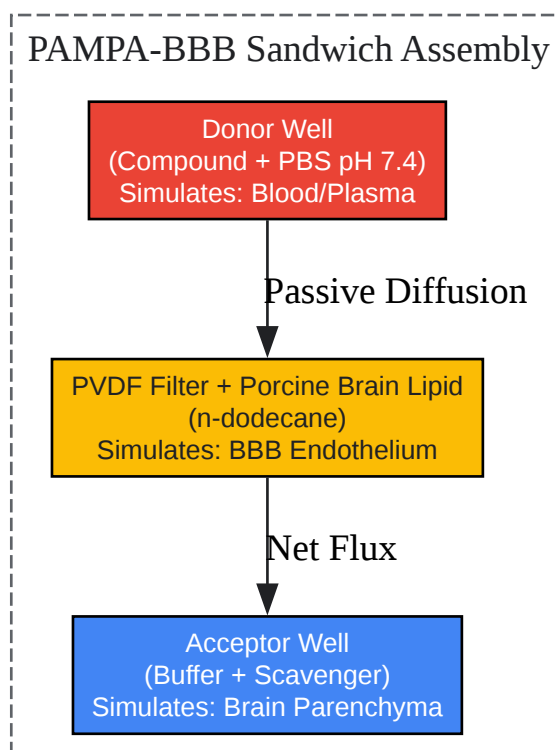 PAMPA-BBB Sandwich Assembly
Donor Well
(Compound + PBS pH 7.4)
Simulates: Blood/Plasma
Passive Diffusion
PVDF Filter + Porcine Brain Lipid
(n-dodecane)
Simulates: BBB Endothelium
Net Flux
Acceptor Well
(Buffer + Scavenger)
Simulates: Brain Parenchyma